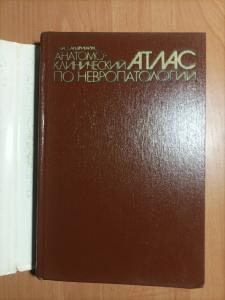 АНАТОМО-
КЛИНИЧЕСКИЙ АТЛАС
ПО НЕВРОПАТОЛОГИИ